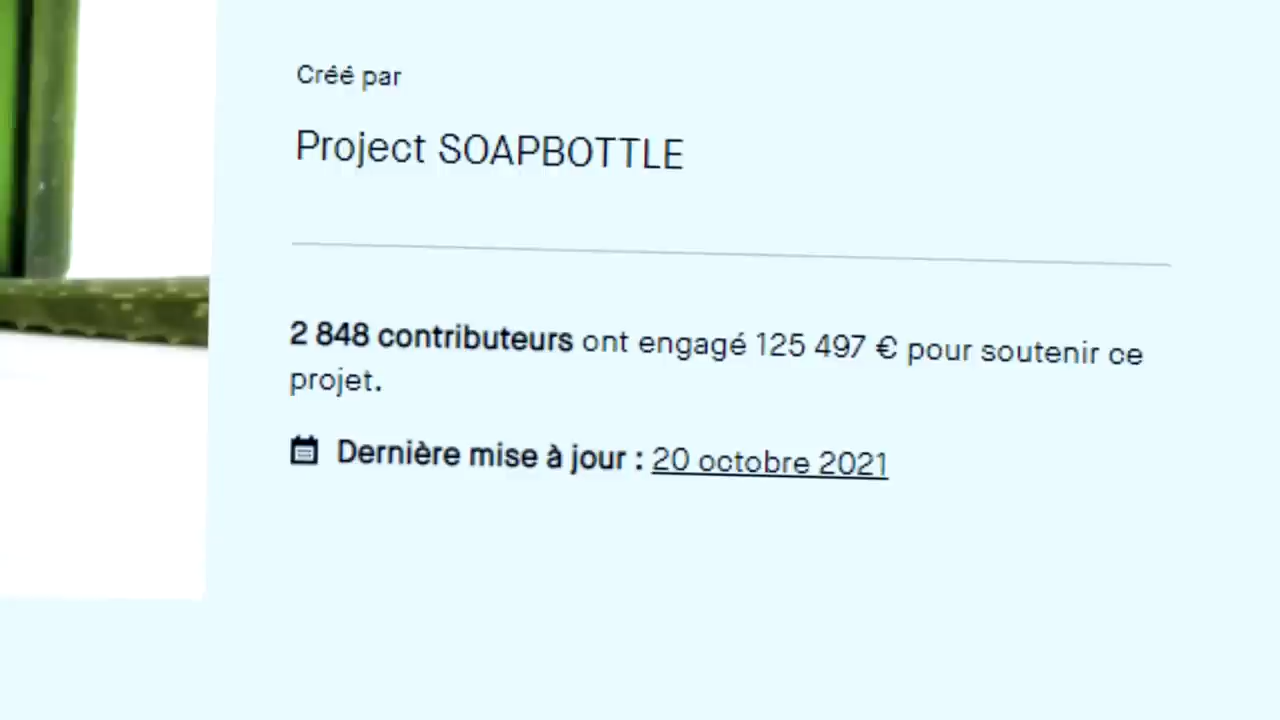 Créé par
Project SOAPBOTTLE
2 848 contributeurs ont engagé 125 497 € pour soutenir ce
projet.
Dernière mise à jour : 20 octobre 2021